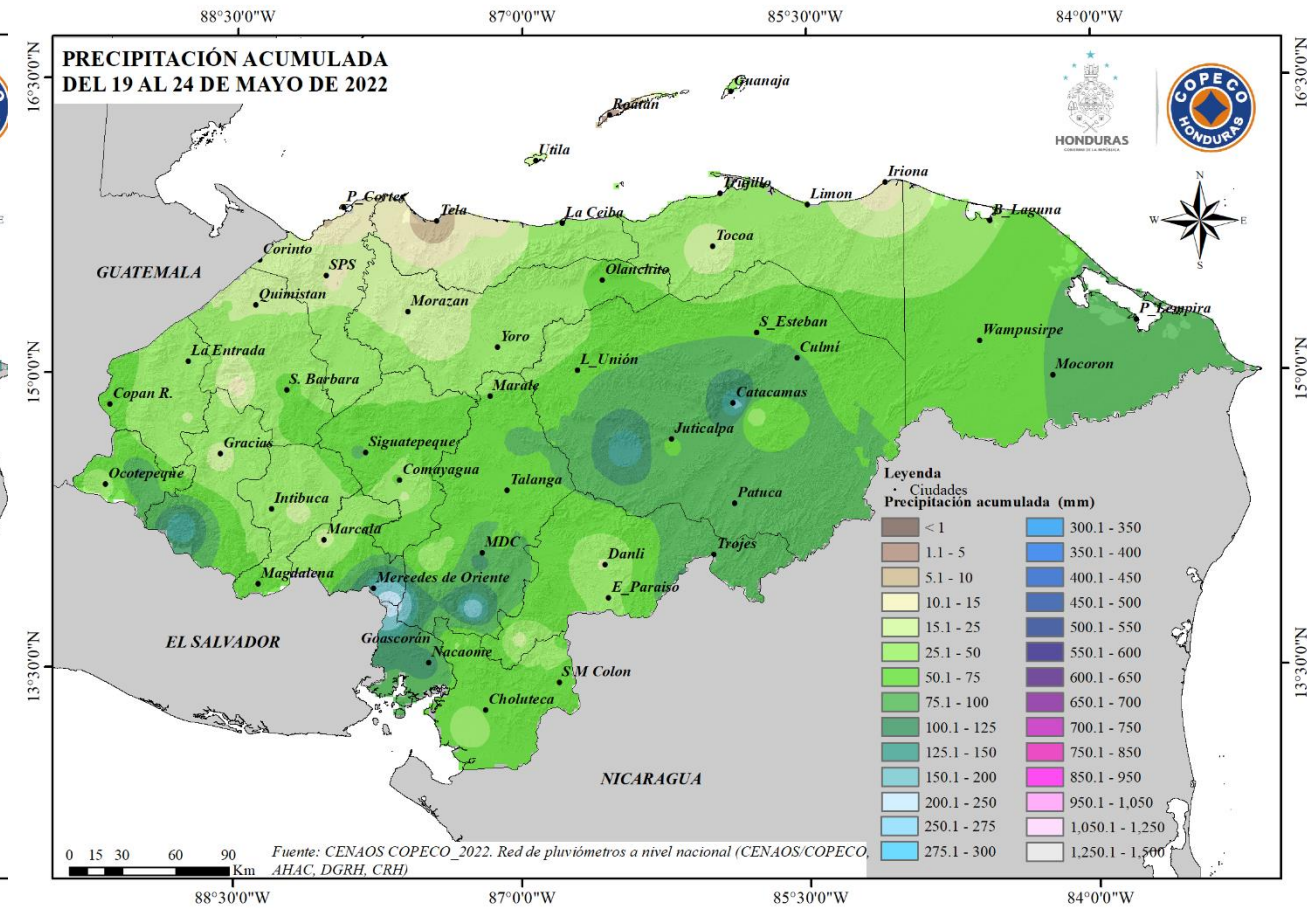 88°30'0"W
87°0'0"W
85°30'0"W
84°0'0"W
16°30'0"N
15°0'0"N
13°30'0"N
PRECIPITACIÓN ACUMULADA
DEL 19 AL 24 DE MAYO DE 2022
HONDURAS
GOBIERNO DE LA REPÚBLICA
COPECO
HONDURAS
N
W
E
S
Guanaja
Roatán
Utila
Iriona
P_Cortes
Trujillo
Limon
Tela
La Ceiba
B_Laguna
Corinto
Tocoa
GUATEMALA
SPS
Olanchito
Quimistan
Morazan
P_Lempira
S_Esteban
Wampusirpe
La Entrada
Yoro
Culmí
L_Unión
Mocoron
S. Barbara
Marale
Copan R.
Catacamas
Juticalpa
Gracias
Siguatepeque
Ocotepeque
Comayagua
Talanga
Intibuca
Patuca
Marcala
MDC
Danli
Trojes
Magdalena
Mercedes de Oriente
E_Paraiso
EL SALVADOR
Goascorán
Nacaome
S M Colon
Choluteca
NICARAGUA
Leyenda
Ciudades
Precipitación acumulada (mm)
< 1
1.1 - 5
5.1 - 10
10.1 - 15
15.1 - 25
25.1 - 50
50.1 - 75
75.1 - 100
100.1 - 125
125.1 - 150
150.1 - 200
200.1 - 250
250.1 - 275
275.1 - 300
300.1 - 350
350.1 - 400
400.1 - 450
450.1 - 500
500.1 - 550
550.1 - 600
600.1 - 650
650.1 - 700
700.1 - 750
750.1 - 850
850.1 - 950
950.1 - 1,050
1,050.1 - 1,250
1,250.1 - 1,500
0 15 30 60 90
Km
Fuente: CENAOS COPECO_2022. Red de pluviómetros a nivel nacional (CENAOS/COPECO,
AHAC, DGRH, CRH)
16°30'0"N
15°0'0"N
13°30'0"N
88°30'0"W
87°0'0"W
85°30'0"W
84°0'0"W